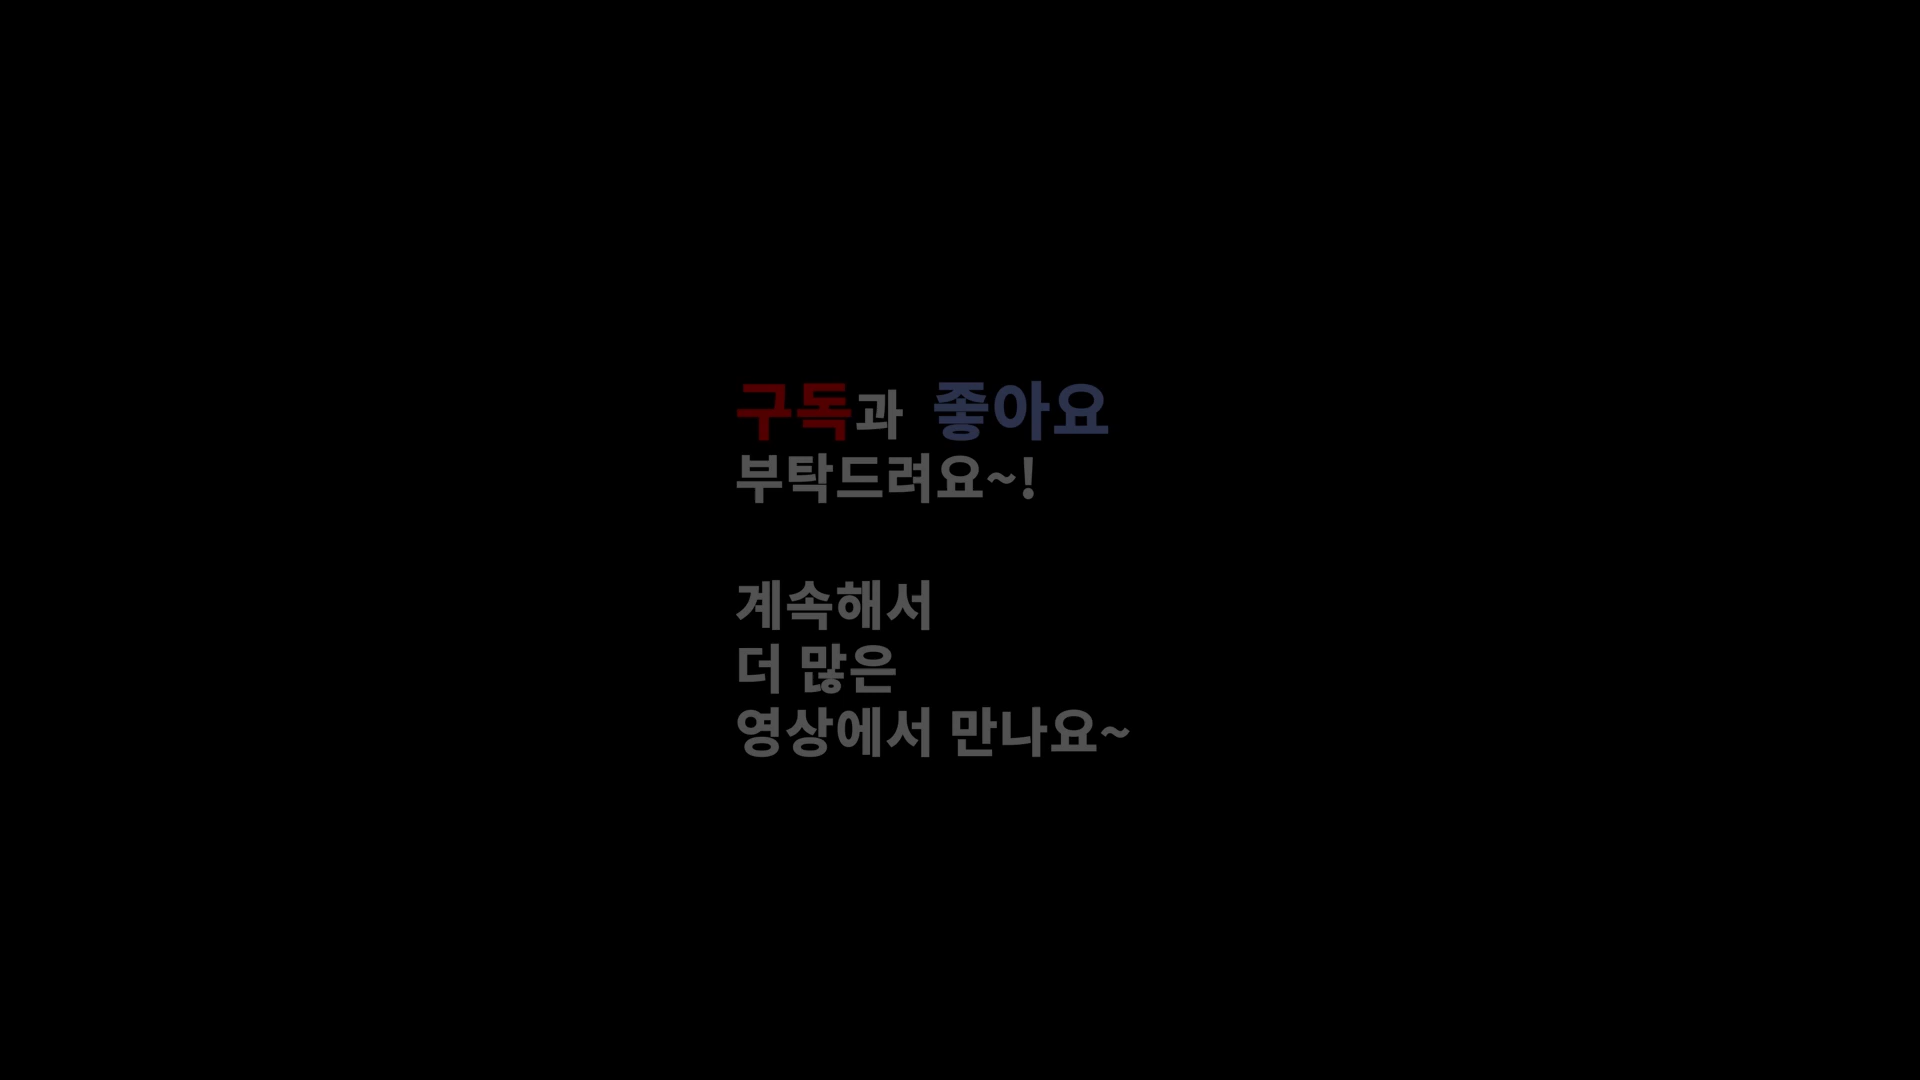 구독과 좋아요
부탁드려요~!
계속해서
더 많은
영상에서 만나요~